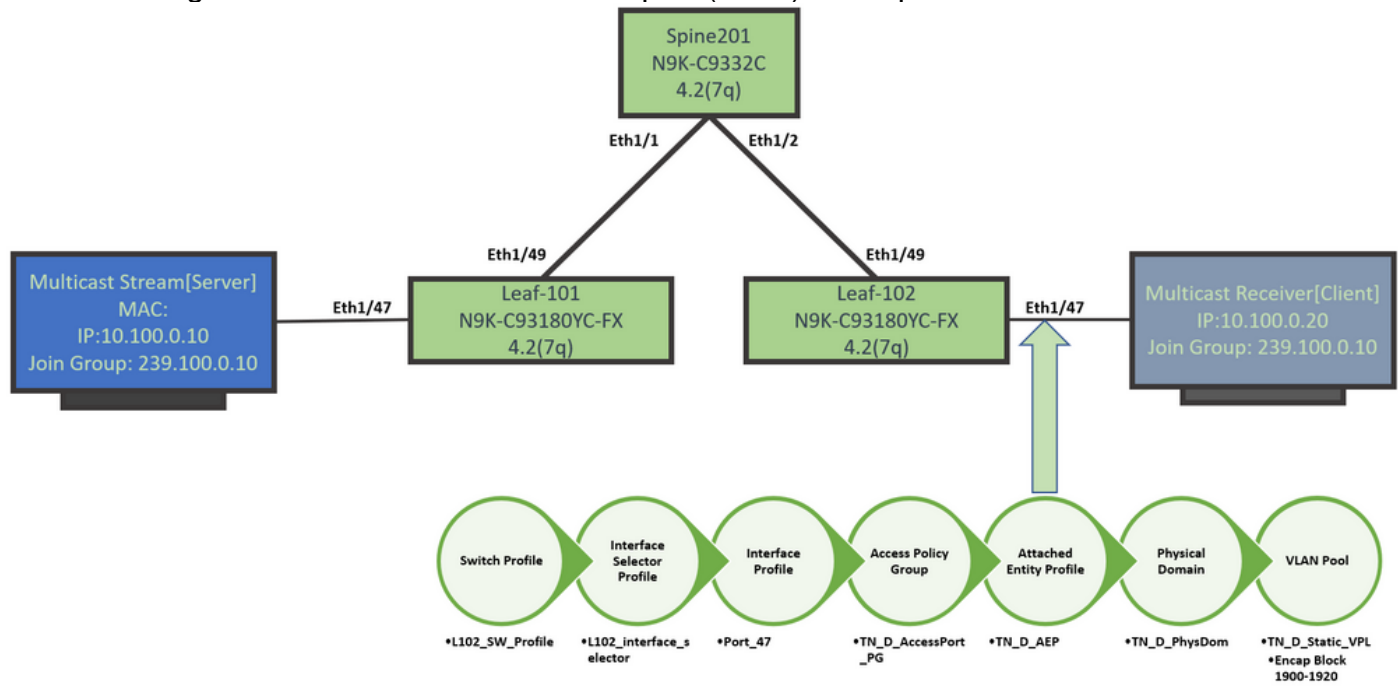 Spine201
N9K-C9332C
4.2(7q)
Eth1/1
Eth1/2
Eth1/49
Eth1/49
Multicast Stream[Server]
MAC:
IP:10.100.0.10
Join Group: 239.100.0.10
Eth1/47
Leaf-101
N9K-C93180YC-FX
4.2(7q)
Leaf-102
N9K-C93180YC-FX
4.2(7q)
Eth1/47
Multicast Receiver[Client]
IP:10.100.0.20
Join Group: 239.100.0.10
Switch Profile
Interface
Selector
Profile
Interface
Profile
Access Policy
Group
Attached
Entity Profile
Physical
Domain
VLAN Pool
•L102_SW_Profile
•L102_interface_s
elector
•Port_47
•TN_D_AccessPort
_PG
•TN_D_AEP
•TN_D_PhysDom
•TN_D_Static_VPL
•Encap Block
1900-1920